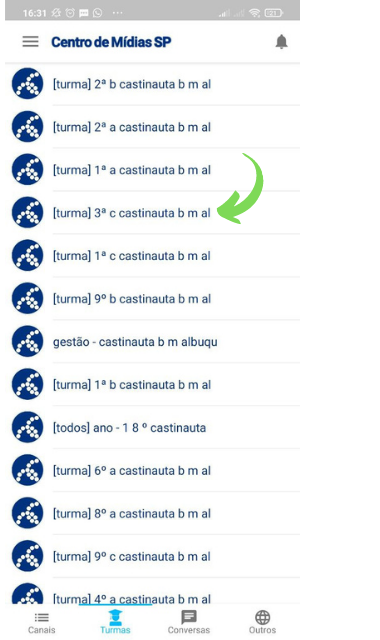 16:31
Centro de Mídias SP
[turma] 2ª b castinauta b m al
[turma] 2ª a castinauta b m al
[turma] 1ª a castinauta b m al
[turma] 3ª c castinauta b m al
[turma] 1ª c castinauta b m al
[turma] 9º b castinauta b m al
gestão - castinauta b m albuqu
[turma] 1ª b castinauta b m al
[todos] ano - 1 8 º castinauta
[turma] 6º a castinauta b m al
[turma] 8º a castinauta b m al
[turma] 9º c castinauta b m al
[turma] 4º a castinauta b m al
Canais Turmas Conversas Outros